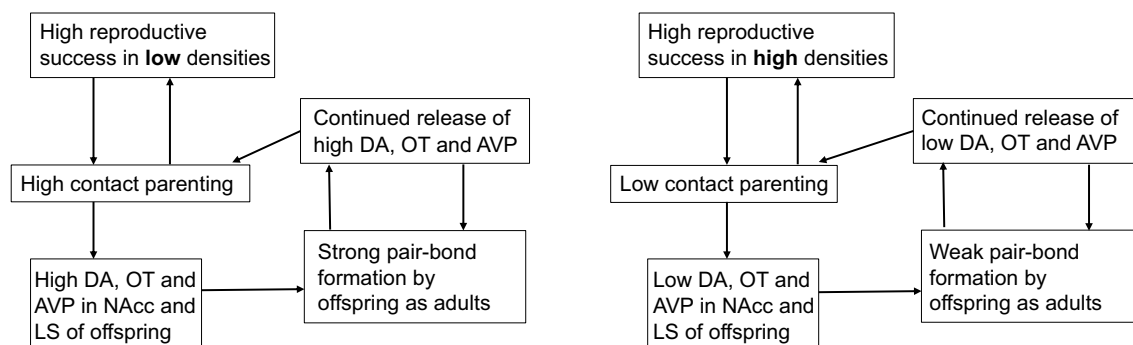 High reproductive
success in low densities
Continued release of
high DA, OT and AVP
High contact parenting
Strong pair-bond
formation by
offspring as adults
High DA, OT and
AVP in NAcc and
LS of offspring
High reproductive
success in high densities
Continued release of
low DA, OT and AVP
Low contact parenting
Weak pair-bond
formation by
offspring as adults
Low DA, OT and
AVP in NAcc and
LS of offspring